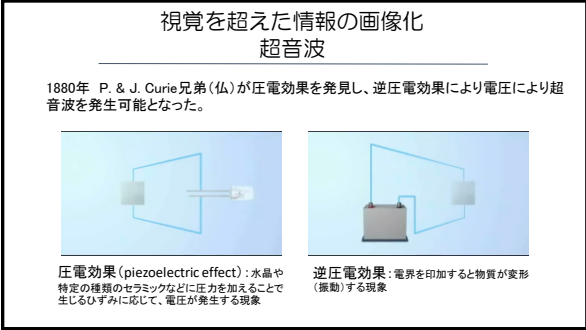 視覚を超えた情報の画像化
超音波
1880年　P. & J. Curie兄弟（仏）が圧電効果を発見し、逆圧電効果により電圧により超
音波を発生可能となった。
圧電効果（piezoelectric effect）：水晶や
特定の種類のセラミックなどに圧力を加えることで
生じるひずみに応じて、電圧が発生する現象
逆圧電効果：電界を印加すると物質が変形
（振動）する現象